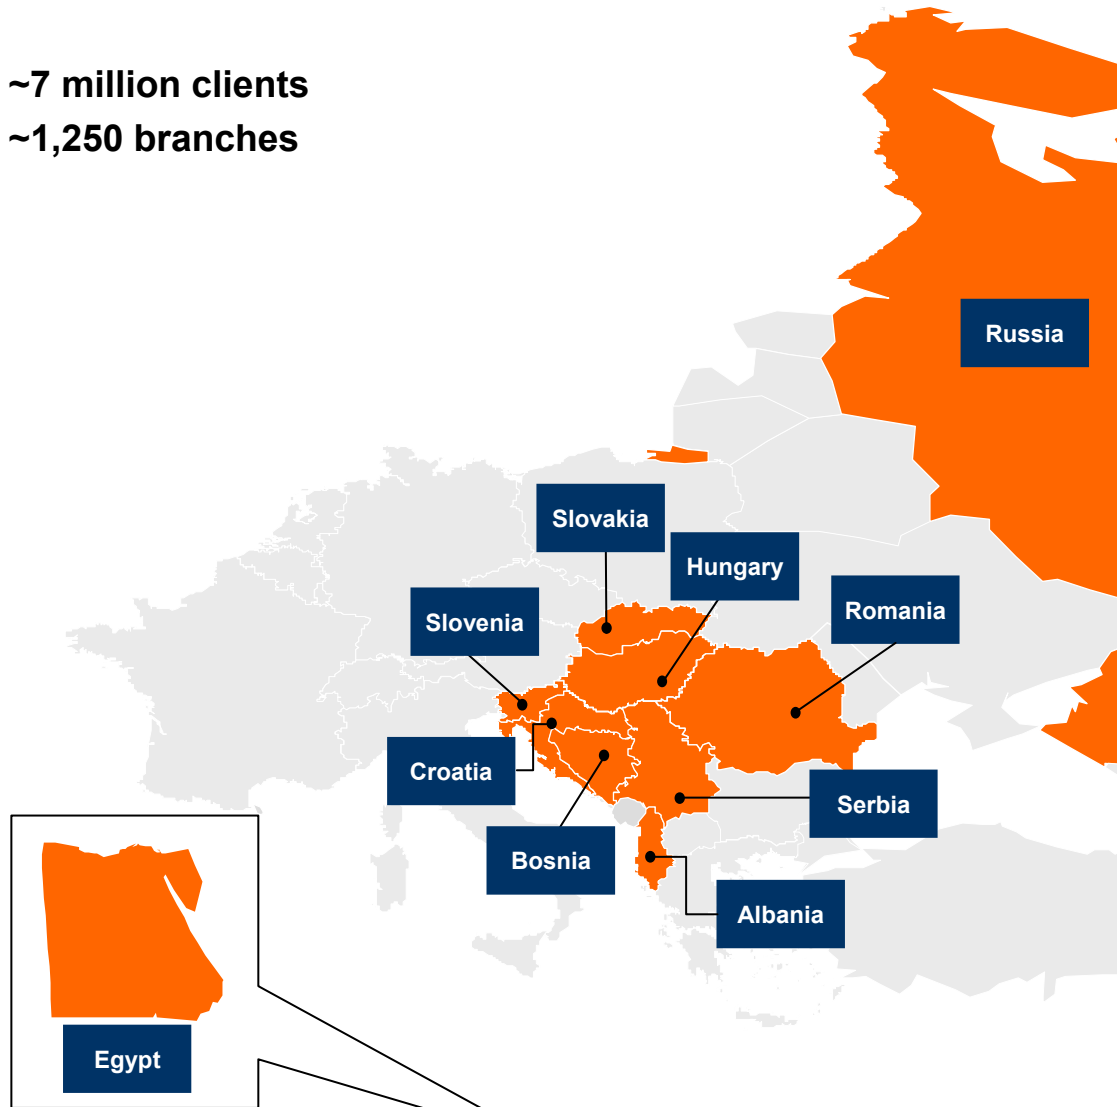 ~7 million clients
~1,250 branches
Russia
Slovakia
Hungary
Romania
Slovenia
Croatia
Serbia
Bosnia
Albania
Egypt